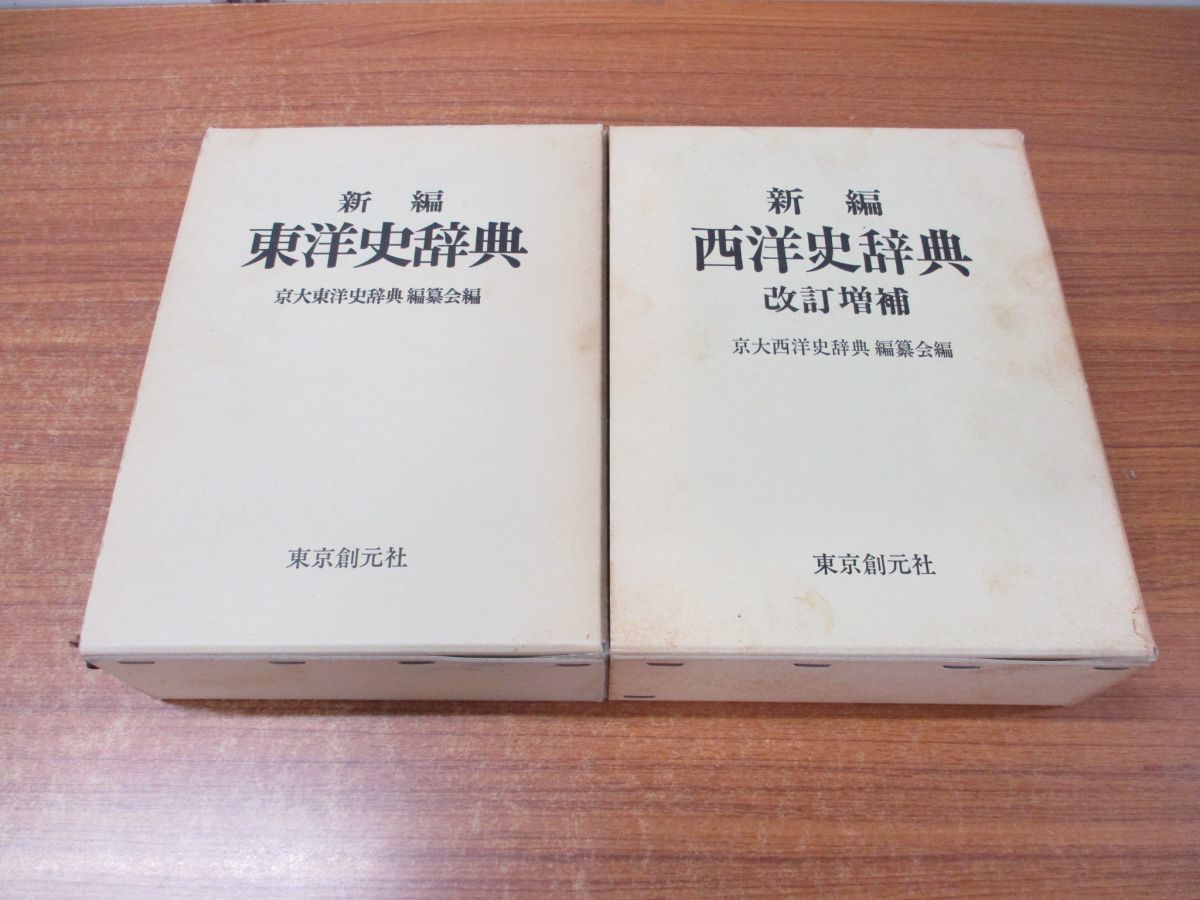 新編
東洋史辞典
京大東洋史辞典 編纂会編
東京創元社
新編
西洋史辞典
改訂増補
京大西洋史辞典 編纂会編
東京創元社